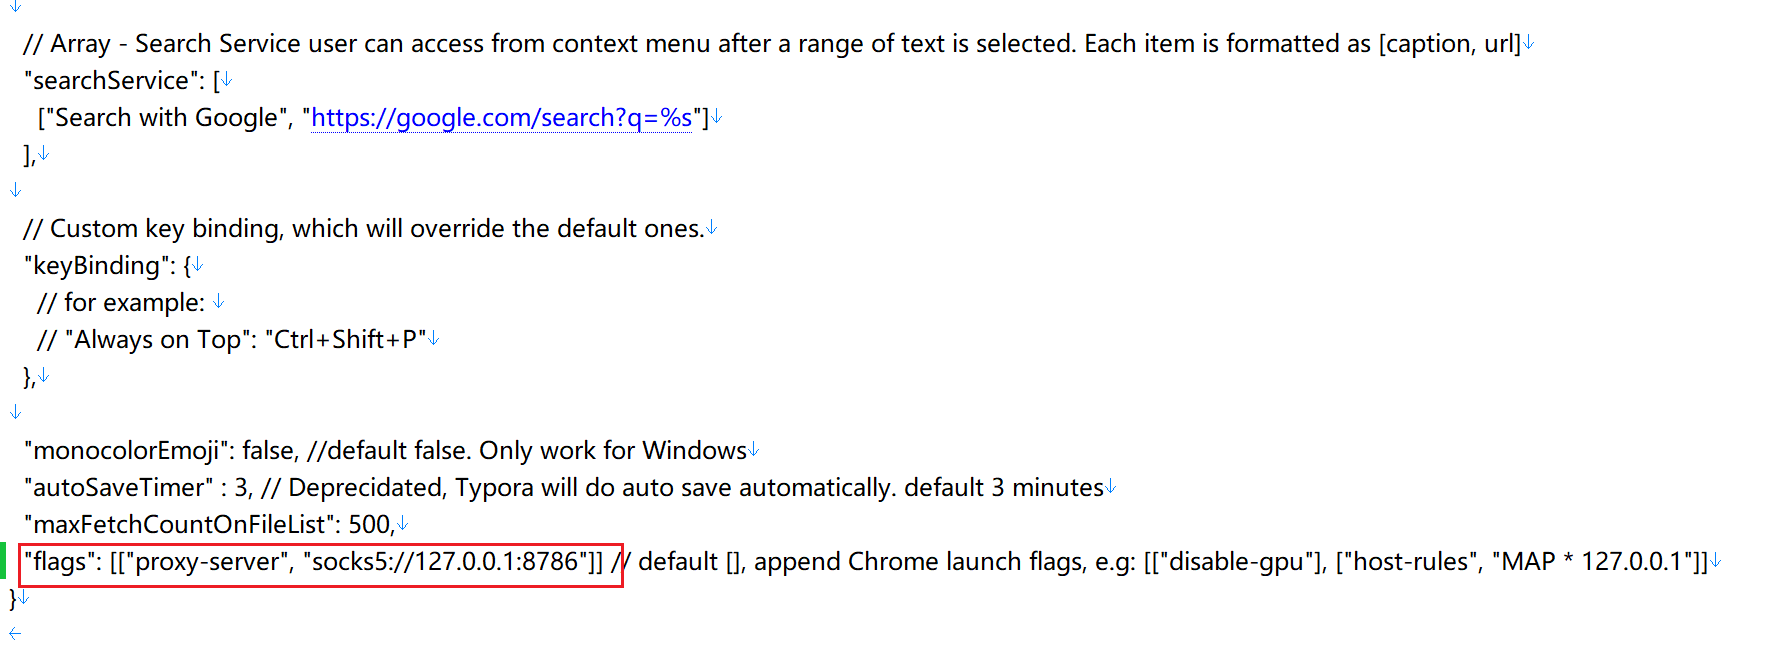 // Array - Search Service user can access from context menu after a range of text is selected. Each item is formatted as [caption, url]↓
"searchService": [↓
["Search with Google", "https://google.com/search?q=%s"]↓
],↓
↓
// Custom key binding, which will override the default ones.↓
"keyBinding": {↓
// for example: ↓
// "Always on Top": "Ctrl+Shift+P"↓
},↓
↓
"monocolorEmoji": false, //default false. Only work for Windows↓
"autoSaveTimer" : 3, // Deprecidated, Typora will do auto save automatically. default 3 minutes↓
"maxFetchCountOnFileList": 500,↓
"flags": [["proxy-server", "socks5://127.0.0.1:8786"]] // default [], append Chrome launch flags, e.g: [["disable-gpu"], ["host-rules", "MAP * 127.0.0.1"]]↓
}↓
←